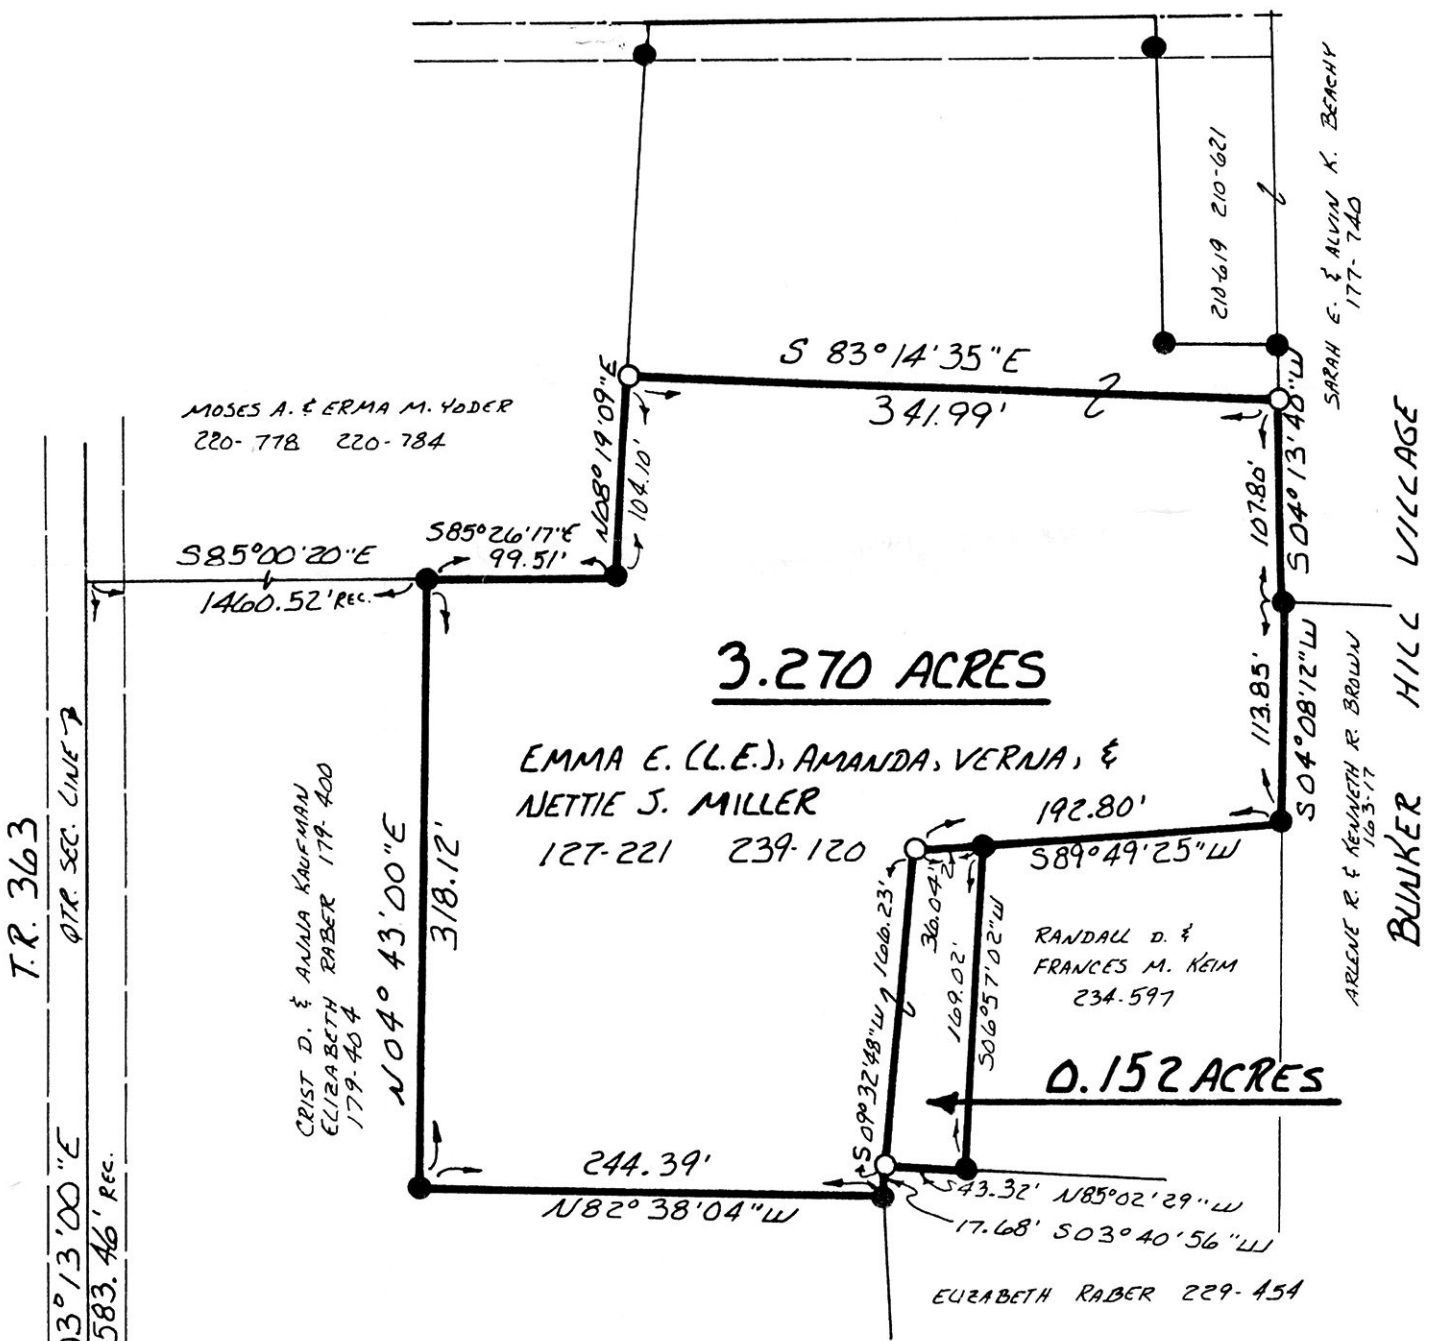 SARAH E. & ALVIN K. BEACHY
177-740
210-619 210-621
S 83°14'35"E
341.99'
MOSES A. & ERMA M. YODER
220-778 220-784
N08°19'09"E
104.10'
S 04°13'48"W
107.80'
S85°26'17"E
99.51'
S85°00'20"E
1460.52' REC.
3.270 ACRES
EMMA E. (L.E.), AMANDA, VERNA, &
NETTIE J. MILLER
127-221 239-120
S 04°08'12"W
113.85'
BUNKER HILL VILLAGE
ARLENE R. & KENNETH R. BROWN
163-17
192.80'
S89°49'25"W
36.04'
T.R. 363
QTR. SEC. LINE
CRIST D. & ANNA KAUFMAN
ELIZABETH RABER 179-400
179-404
N04° 43'00"E
318.12'
166.23'
S 09°32'48"W
169.02'
S06°57'02"W
RANDALL D. &
FRANCES M. KEIM
234-597
0.152 ACRES
244.39'
N82° 38'04"W
43.32' N85°02'29"W
17.68' S03°40'56"W
ELIZABETH RABER 229-454
03°13'00"E
583.46' REC.